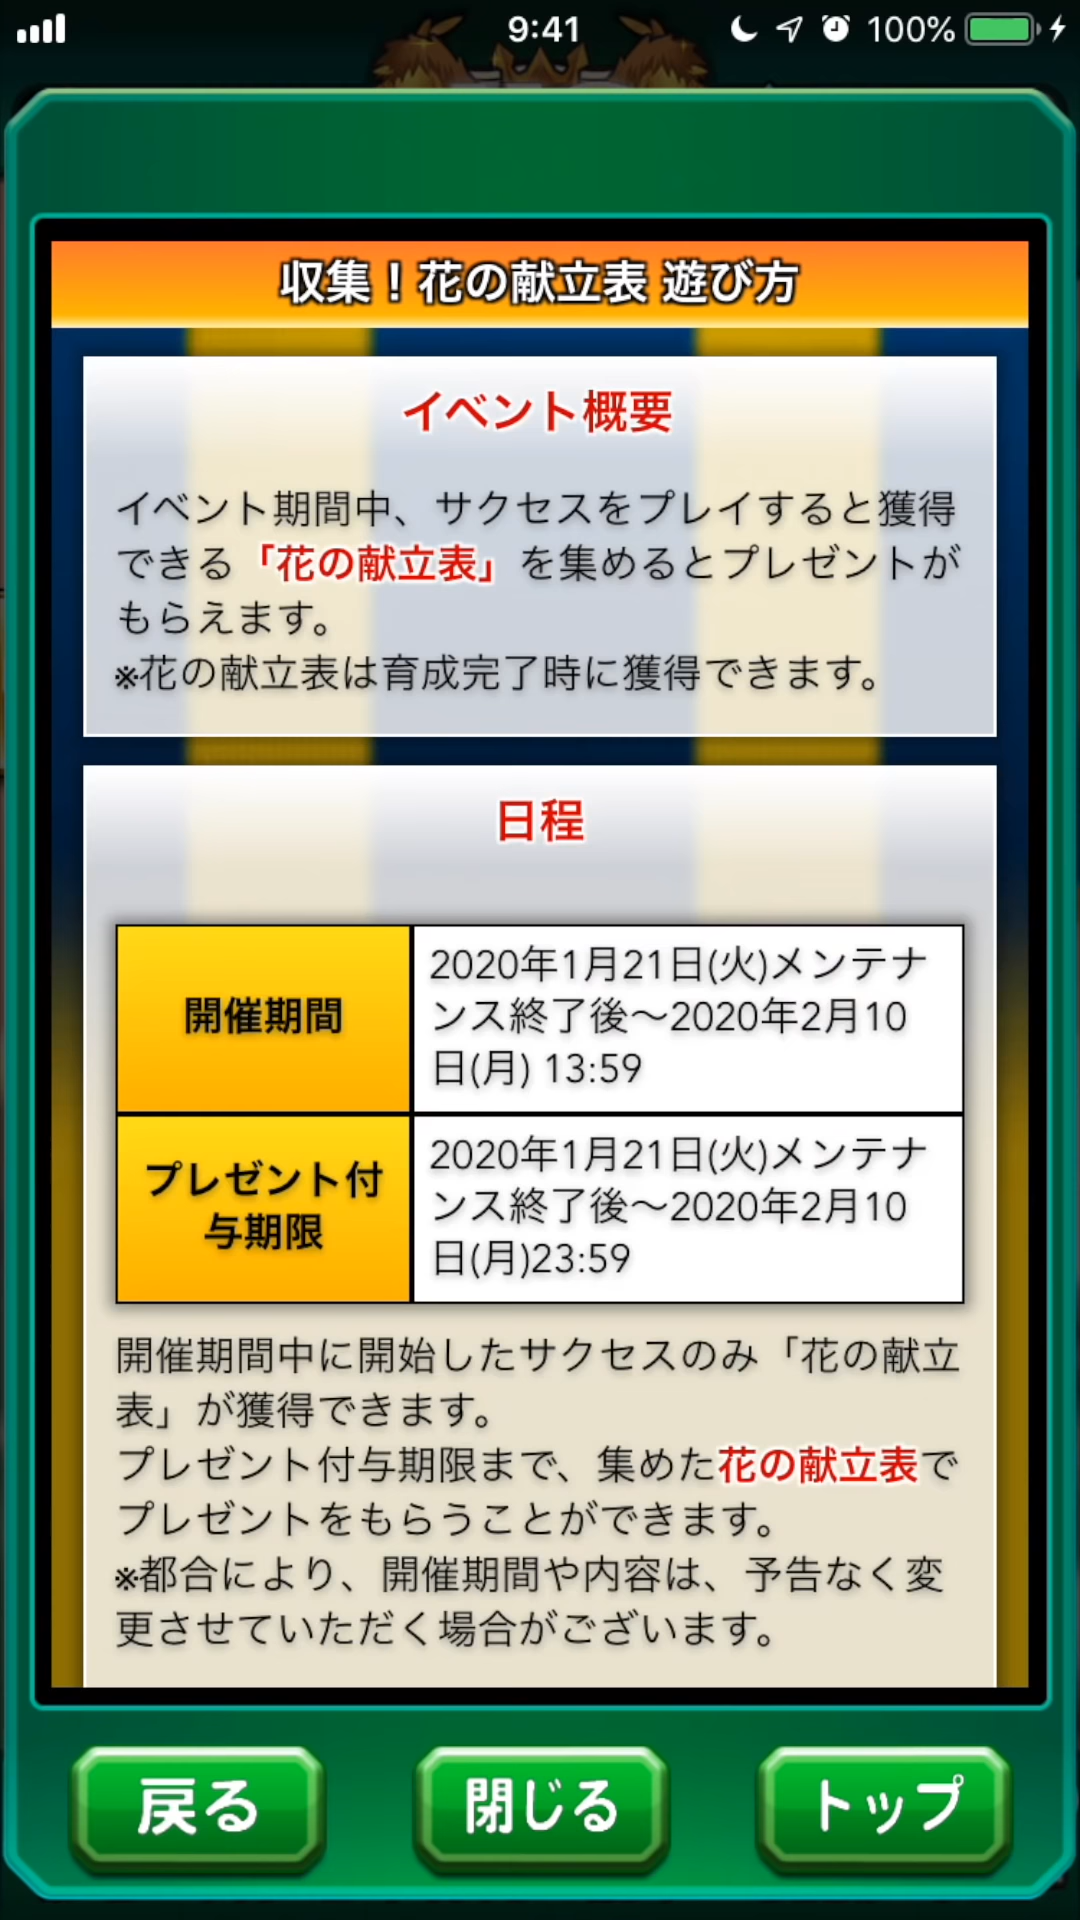 9:41
100%
収集！花の献立表 遊び方
イベント概要
イベント期間中、サクセスをプレイすると獲得
できる「花の献立表」を集めるとプレゼントが
もらえます。
※花の献立表は育成完了時に獲得できます。
日程
開催期間
2020年1月21日(火)メンテナ
ンス終了後～2020年2月10
日(月) 13:59
プレゼント付
与期限
2020年1月21日(火)メンテナ
ンス終了後～2020年2月10
日(月)23:59
開催期間中に開始したサクセスのみ「花の献立
表」が獲得できます。
プレゼント付与期限まで、集めた花の献立表で
プレゼントをもらうことができます。
※都合により、開催期間や内容は、予告なく変
更させていただく場合がございます。
戻る
閉じる
トップ